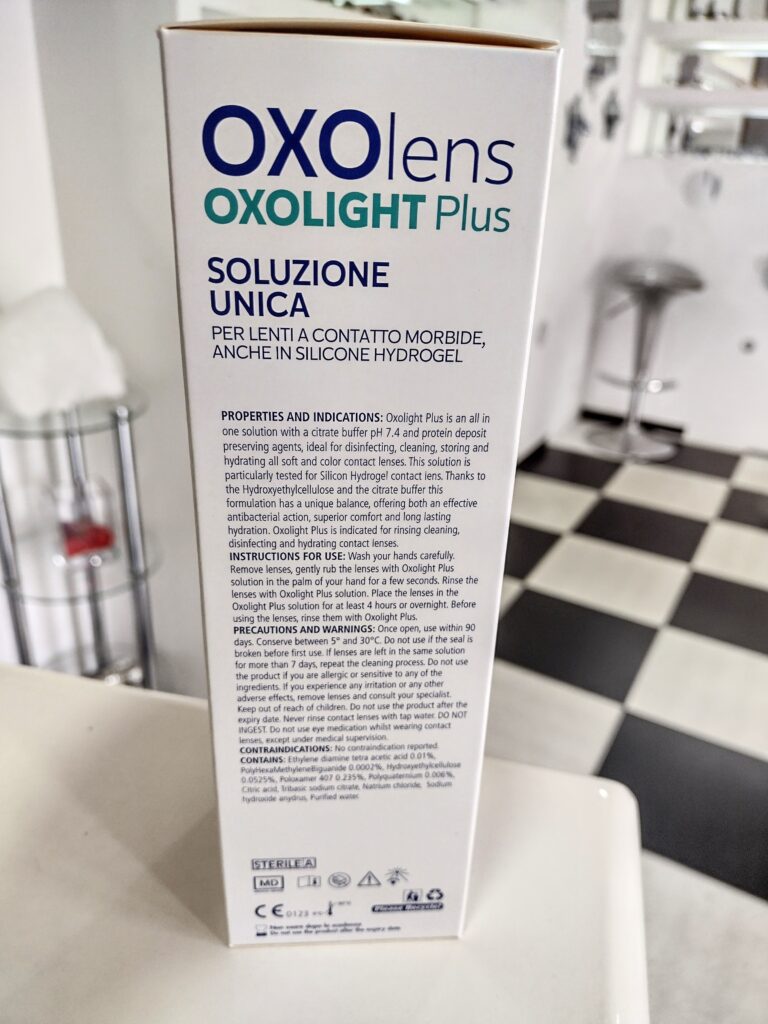 OXOlens
OXOLIGHT Plus
SOLUZIONE
UNICA
PER LENTI A CONTATTO MORBIDE,
ANCHE IN SILICONE HYDROGEL
PROPERTIES AND INDICATIONS: Oxolight Plus is an all in
one solution with a citrate buffer pH 7.4 and protein deposit
preserving agents, ideal for disinfecting, cleaning, storing and
hydrating all soft and color contact lenses. This solution is
particularly tested for Silicon Hydrogel contact lens. Thanks to
the Hydroxyethylcellulose and the citrate buffer this
formulation has a unique balance, offering both an effective
antibacterial action, superior comfort and long lasting
hydration. Oxolight Plus is indicated for rinsing cleaning,
disinfecting and hydrating contact lenses.
INSTRUCTIONS FOR USE: Wash your hands carefully.
Remove lenses, gently rub the lenses with Oxolight Plus
solution in the palm of your hand for a few seconds. Rinse the
lenses with Oxolight Plus solution. Place the lenses in the
Oxolight Plus solution for at least 4 hours or overnight. Before
using the lenses, rinse them with Oxolight Plus.
PRECAUTIONS AND WARNINGS: Once open, use within 90
days. Conserve between 5° and 30°C. Do not use if the seal is
broken before first use. If lenses are left in the same solution
for more than 7 days, repeat the cleaning process. Do not use
the product if you are allergic or sensitive to any of the
ingredients. If you experience any irritation or any other
adverse effects, remove lenses and consult your specialist.
Keep out of reach of children. Do not use the product after the
expiry date. Never rinse contact lenses with tap water. DO NOT
INGEST. Do not use eye medication whilst wearing contact
lenses, except under medical supervision.
CONTRAINDICATIONS: No contraindication reported.
CONTAINS: Ethylene diamine tetra acetic acid 0.01%,
PolyHexaMethyleneBiguanide 0.0002%, Hydroxyethylcellulose
0.0525%, Poloxamer 407 0.235%, Polyquaternium 0.006%,
Citric acid, Tribasic sodium citrate, Natrium chloride, Sodium
hydroxide anydrus, Purified water.
STERILE A
MD
CE 0123
Please Recycle!
Do not use the product after the expiry date